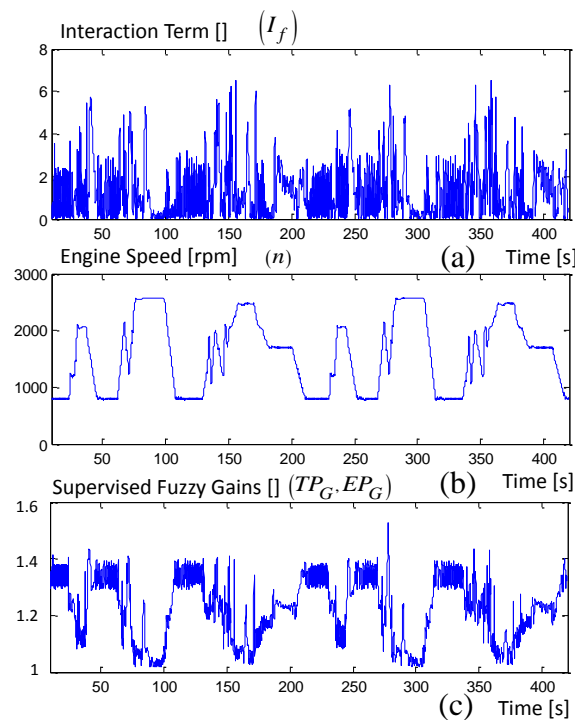 Interaction Term [] (I_f)
8
6
4
2
0
50 100 150 200 250 300 350 400
(a) Time [s]
Engine Speed [rpm] (n)
3000
2000
1000
0
50 100 150 200 250 300 350 400
(b) Time [s]
Supervised Fuzzy Gains [] (TP_G, EP_G)
1.6
1.4
1.2
1
50 100 150 200 250 300 350 400
(c) Time [s]